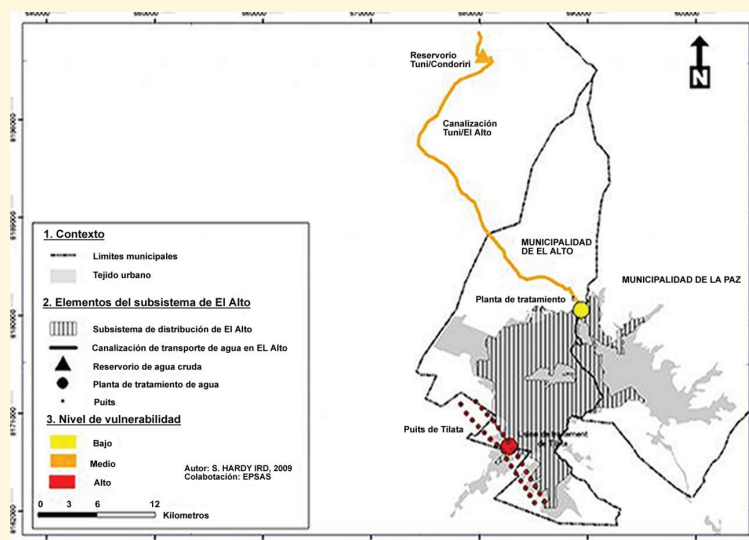 Reservorio
Tuni/Condoriri
Canalización
Tuni/El Alto
N
MUNICIPALIDAD
DE EL ALTO
MUNICIPALIDAD DE LA PAZ
Planta de tratamiento
Puits de Tilata
1. Contexto
Limites municipales
Tejido urbano
2. Elementos del subsistema de El Alto
Subsistema de distribución de El Alto
Canalización de transporte de agua en EL Alto
Reservorio de agua cruda
Planta de tratamiento de agua
Puits
3. Nivel de vulnerabilidad
Bajo
Medio
Alto
Autor: S. HARDY IRD, 2009
Colabotación: EPSAS
0 3 6 12
Kilometros